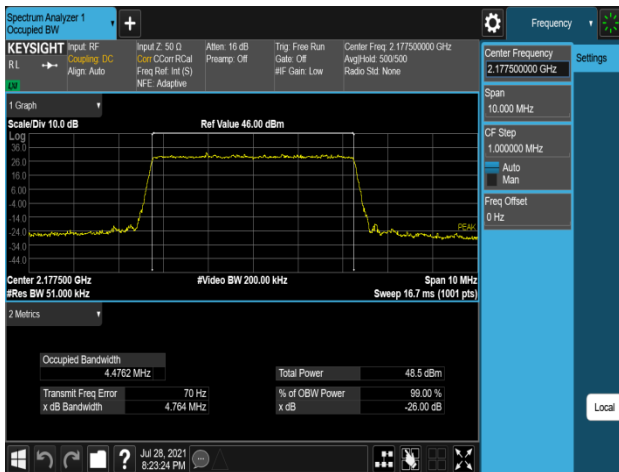 Spectrum Analyzer 1
Occupied BW
Frequency
KEYSIGHT
RL
LXI
Input: RF
Coupling: DC
Align: Auto
Input Z: 50 Ω
Corr CCorr RCal
Freq Ref: Int (S)
NFE: Adaptive
Atten: 16 dB
Preamp: Off
Trig: Free Run
Gate: Off
#IF Gain: Low
Center Freq: 2.177500000 GHz
Avg|Hold: 500/500
Radio Std: None
Center Frequency
2.177500000 GHz
Settings
Span
10.000 MHz
CF Step
1.000000 MHz
Auto
Man
Freq Offset
0 Hz
1 Graph
Scale/Div 10.0 dB
Ref Value 46.00 dBm
Log
36.0
26.0
16.0
6.00
-4.00
-14.0
-24.0
-34.0
-44.0
PEAK
Center 2.177500 GHz
#Video BW 200.00 kHz
Span 10 MHz
#Res BW 51.000 kHz
Sweep 16.7 ms (1001 pts)
2 Metrics
Occupied Bandwidth
4.4762 MHz
Total Power
48.5 dBm
Transmit Freq Error
70 Hz
% of OBW Power
99.00 %
x dB Bandwidth
4.764 MHz
x dB
-26.00 dB
Local
?
Jul 28, 2021
8:23:24 PM